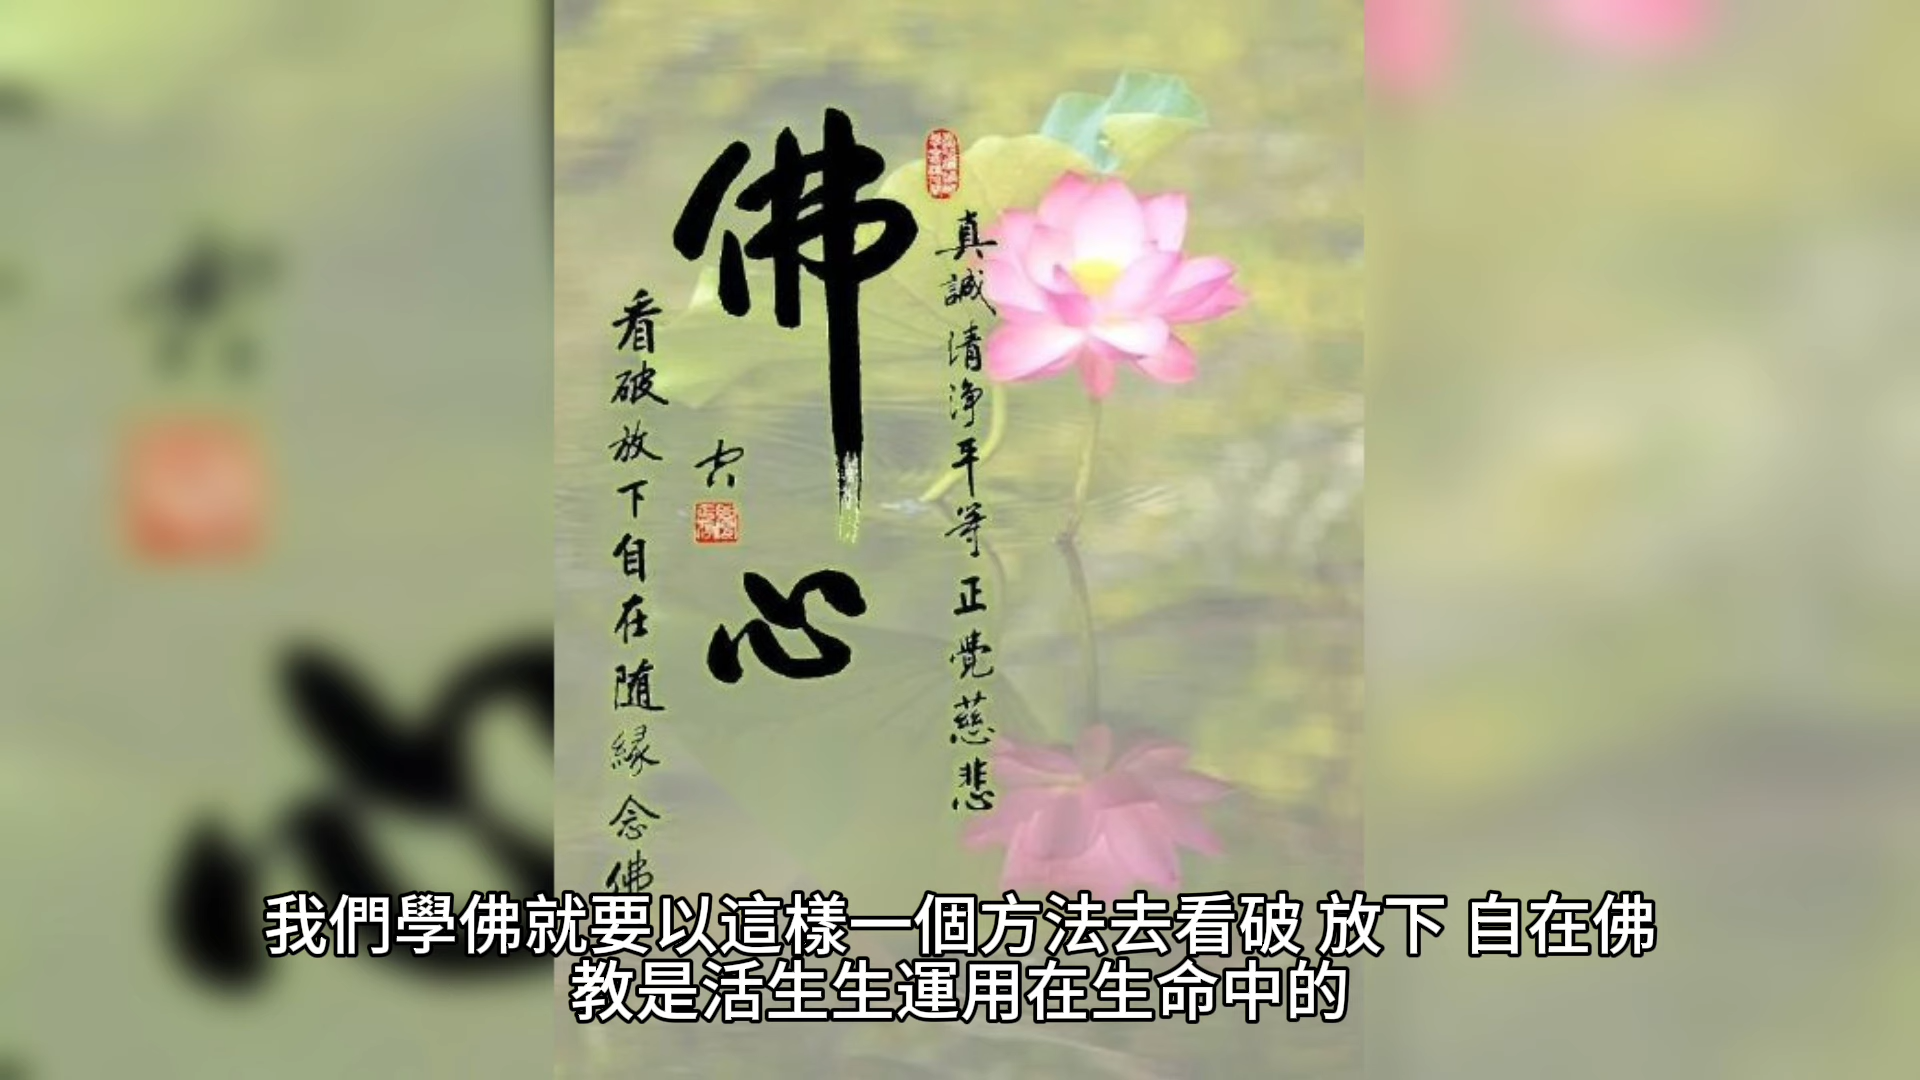 真誠清淨平等正覺慈悲
佛心
看破放下自在隨緣念佛
我們學佛就要以這樣一個方法去看破 放下 自在佛
教是活生生運用在生命中的